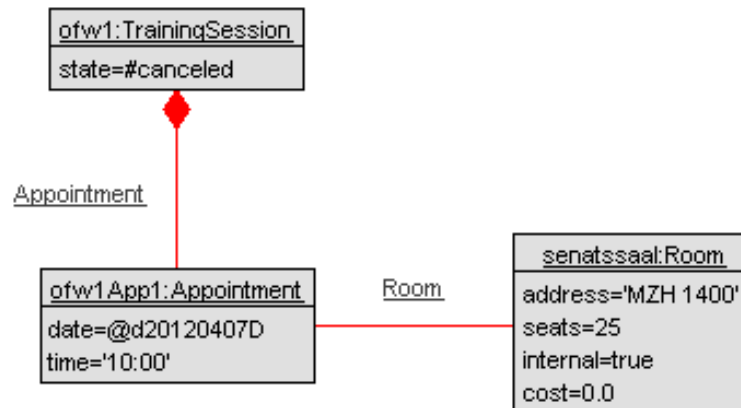 ofw1:TrainingSession
state=#canceled
Appointment
ofw1App1:Appointment
date=@d20120407D
time='10:00'
Room
senatssaal:Room
address='MZH 1400'
seats=25
internal=true
cost=0.0